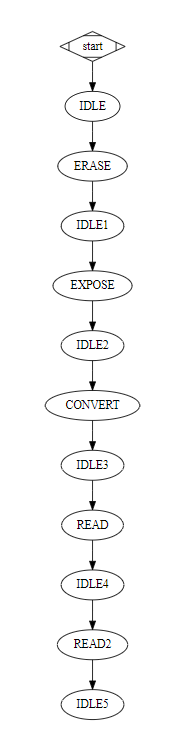 start
IDLE
ERASE
IDLE1
EXPOSE
IDLE2
CONVERT
IDLE3
READ
IDLE4
READ2
IDLE5